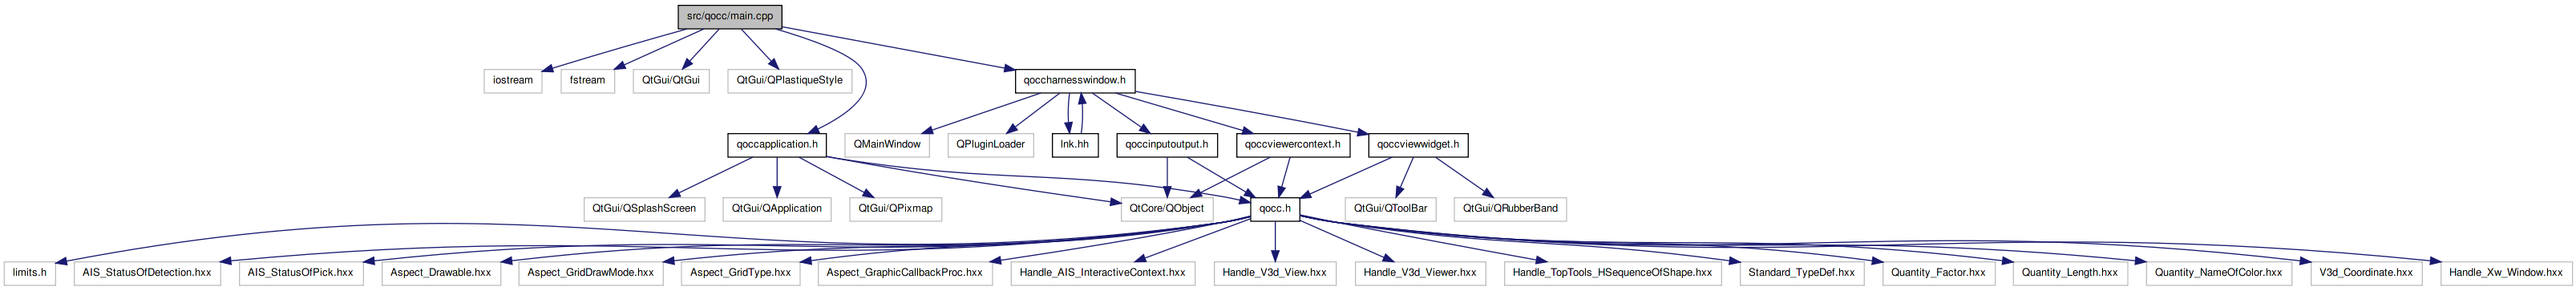 src/qocc/main.cpp
iostream
fstream
QtGui/QtGui
QtGui/QPlastiqueStyle
qoccharnesswindow.h
qoccapplication.h
QMainWindow
QPluginLoader
lnk.hh
qoccinputoutput.h
qoccviewercontext.h
qoccviewwidget.h
QtGui/QSplashScreen
QtGui/QApplication
QtGui/QPixmap
QtCore/QObject
qocc.h
QtGui/QToolBar
QtGui/QRubberBand
limits.h
AIS_StatusOfDetection.hxx
AIS_StatusOfPick.hxx
Aspect_Drawable.hxx
Aspect_GridDrawMode.hxx
Aspect_GridType.hxx
Aspect_GraphicCallbackProc.hxx
Handle_AIS_InteractiveContext.hxx
Handle_V3d_View.hxx
Handle_V3d_Viewer.hxx
Handle_TopTools_HSequenceOfShape.hxx
Standard_TypeDef.hxx
Quantity_Factor.hxx
Quantity_Length.hxx
Quantity_NameOfColor.hxx
V3d_Coordinate.hxx
Handle_Xw_Window.hxx